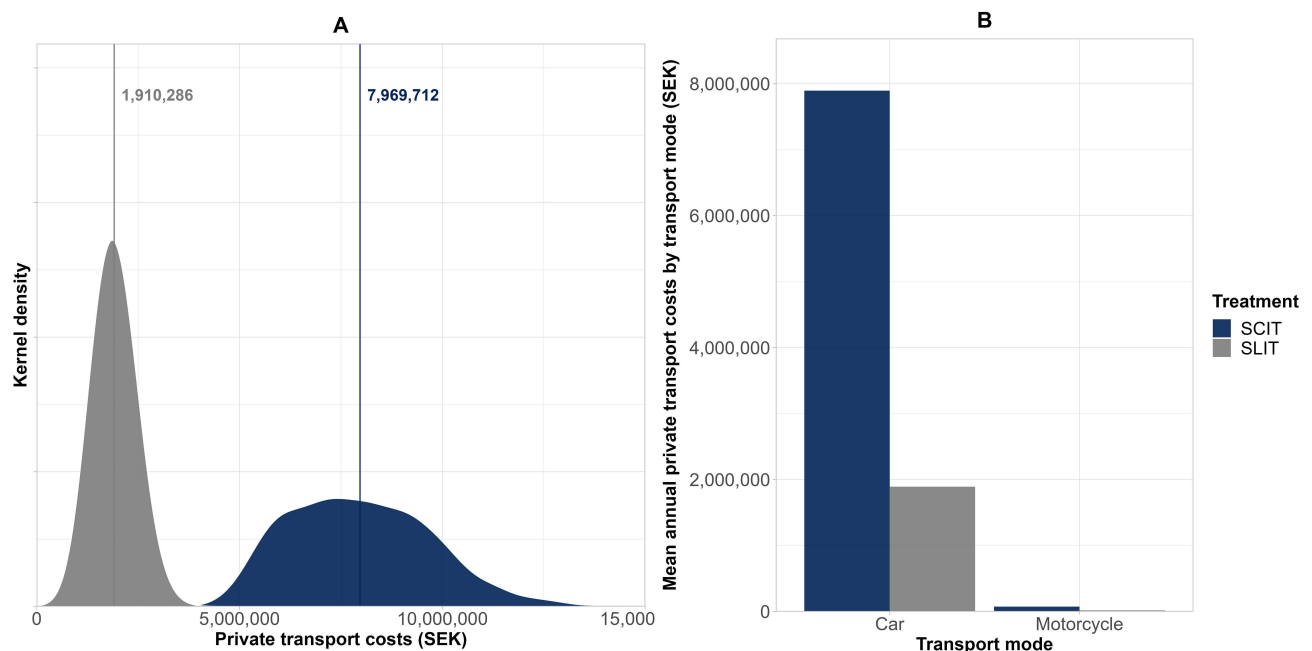 A
1,910,286
7,969,712
Kernel density
0
5,000,000
10,000,000
15,000
Private transport costs (SEK)
B
Mean annual private transport costs by transport mode (SEK)
8,000,000
6,000,000
4,000,000
2,000,000
0
Car
Motorcycle
Transport mode
Treatment
SCIT
SLIT